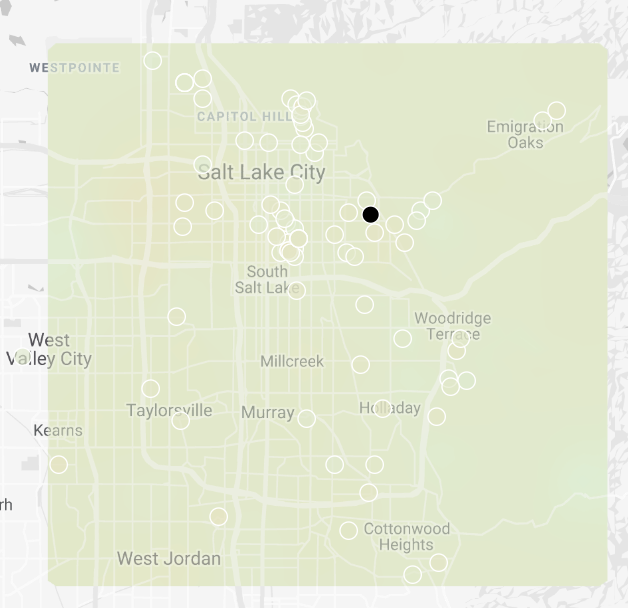 WESTPOINTE
CAPITOL HILL
Emigration
Oaks
Salt Lake City
South
Salt Lake
Woodridge
Terrace
West
Valley City
Millcreek
Taylorsville
Murray
Holladay
Kearns
rh
Cottonwood
Heights
West Jordan